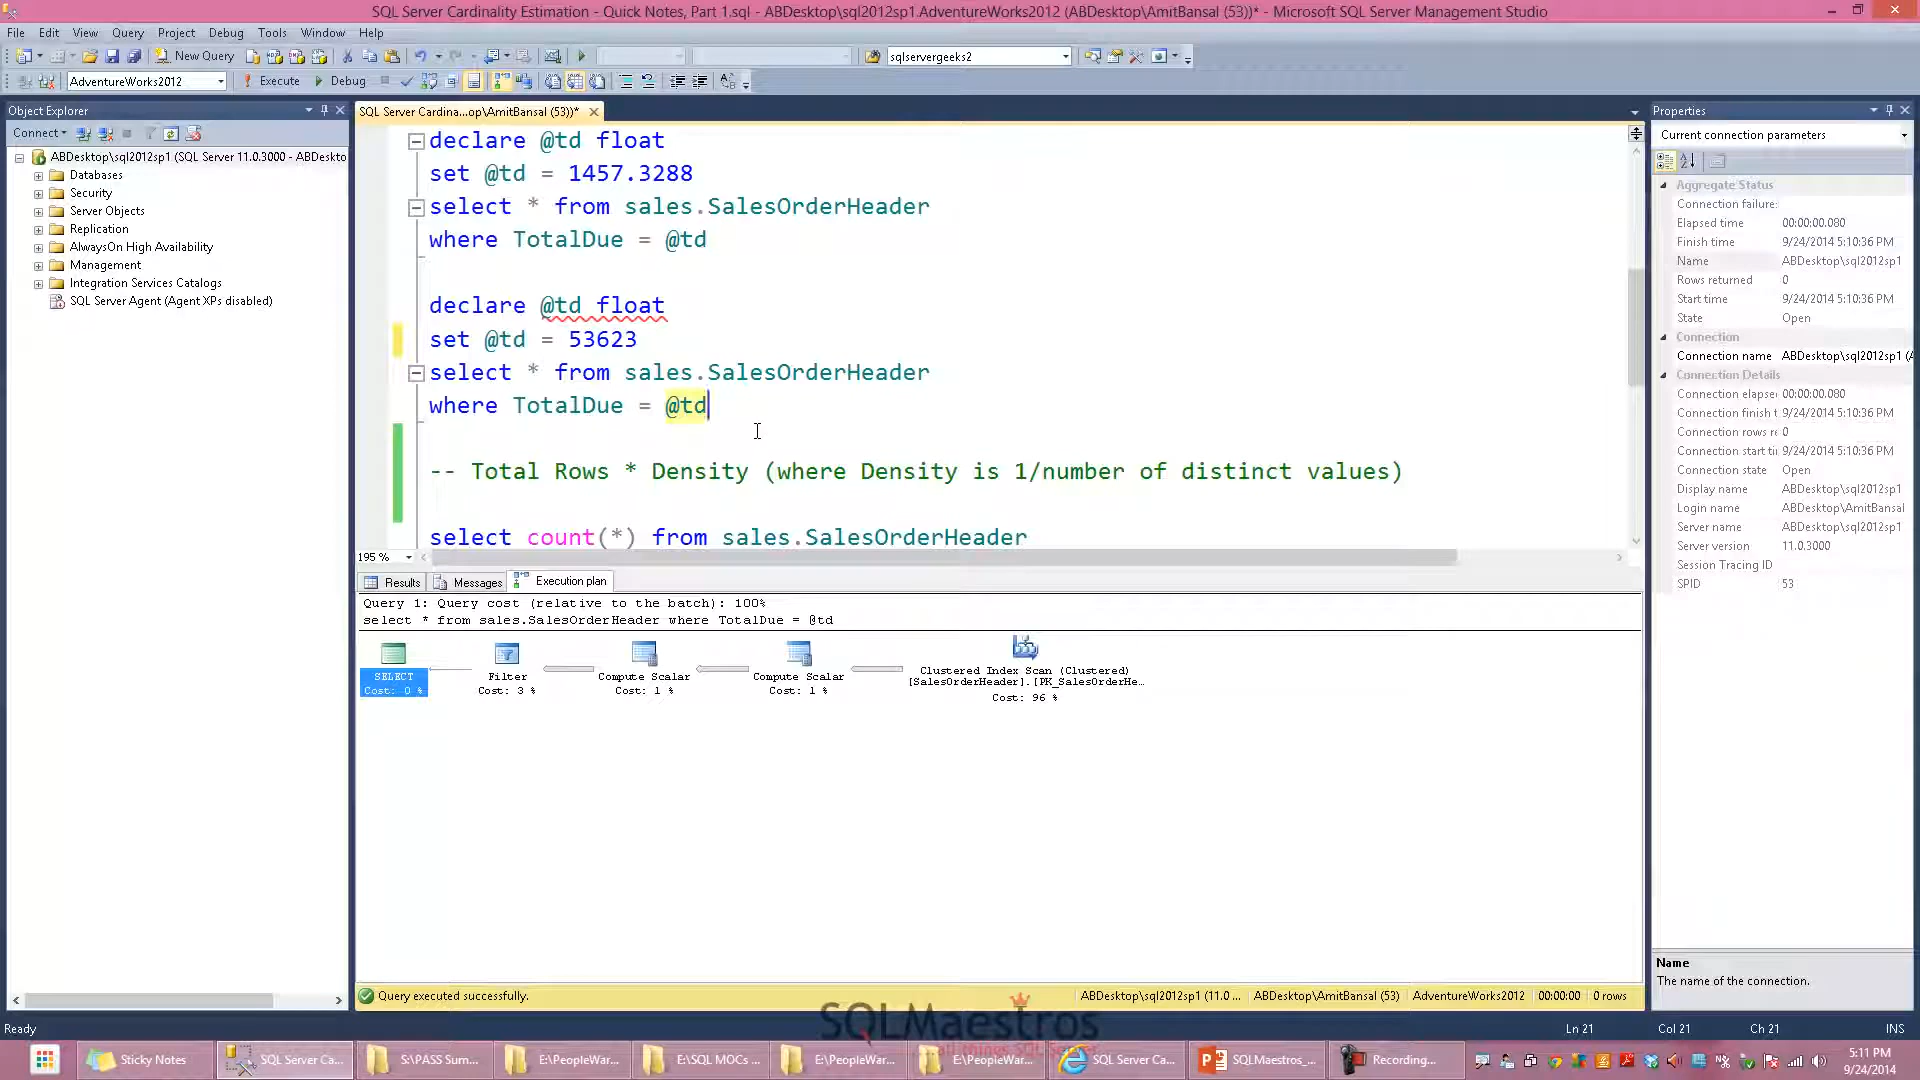 SQL Server Cardinality Estimation - Quick Notes, Part 1.sql - ABDesktop\sql2012sp1.AdventureWorks2012 (ABDesktop\AmitBansal (53))* - Microsoft SQL Server Management Studio
File Edit View Query Project Debug Tools Window Help
New Query sqlservergeeks2
AdventureWorks2012 Execute Debug
Object Explorer
Connect
ABDesktop\sql2012sp1 (SQL Server 11.0.3000 - ABDeskto
Databases
Security
Server Objects
Replication
AlwaysOn High Availability
Management
Integration Services Catalogs
SQL Server Agent (Agent XPs disabled)
SQL Server Cardina...op\AmitBansal (53))*
declare @td float
set @td = 1457.3288
select * from sales.SalesOrderHeader
where TotalDue = @td
declare @td float
set @td = 53623
select * from sales.SalesOrderHeader
where TotalDue = @td
-- Total Rows * Density (where Density is 1/number of distinct values)
select count(*) from sales.SalesOrderHeader
195 %
Results Messages Execution plan
Query 1: Query cost (relative to the batch): 100%
select * from sales.SalesOrderHeader where TotalDue = @td
SELECT
Cost: 0 %
Filter
Cost: 3 %
Compute Scalar
Cost: 1 %
Compute Scalar
Cost: 1 %
Clustered Index Scan (Clustered)
[SalesOrderHeader].[PK_SalesOrderHe…
Cost: 96 %
Query executed successfully.
ABDesktop\sql2012sp1 (11.0 ... ABDesktop\AmitBansal (53) AdventureWorks2012 00:00:00 0 rows
Properties
Current connection parameters
Aggregate Status
Connection failure:
Elapsed time 00:00:00.080
Finish time 9/24/2014 5:10:36 PM
Name ABDesktop\sql2012sp1
Rows returned 0
Start time 9/24/2014 5:10:36 PM
State Open
Connection
Connection name ABDesktop\sql2012sp1 (A
Connection Details
Connection elapse: 00:00:00.080
Connection finish t 9/24/2014 5:10:36 PM
Connection rows re 0
Connection start tii 9/24/2014 5:10:36 PM
Connection state Open
Display name ABDesktop\sql2012sp1
Login name ABDesktop\AmitBansal
Server name ABDesktop\sql2012sp1
Server version 11.0.3000
Session Tracing ID
SPID 53
Name
The name of the connection.
SQLMaestros
all things SQL Server
Ready Ln 21 Col 21 Ch 21 INS
Sticky Notes SQL Server Ca... S:\PASS Sum... E:\PeopleWar... E:\SQL MOCs ... E:\PeopleWar... E:\PeopleWar... SQL Server Ca... SQLMaestros_... Recording...
5:11 PM
9/24/2014